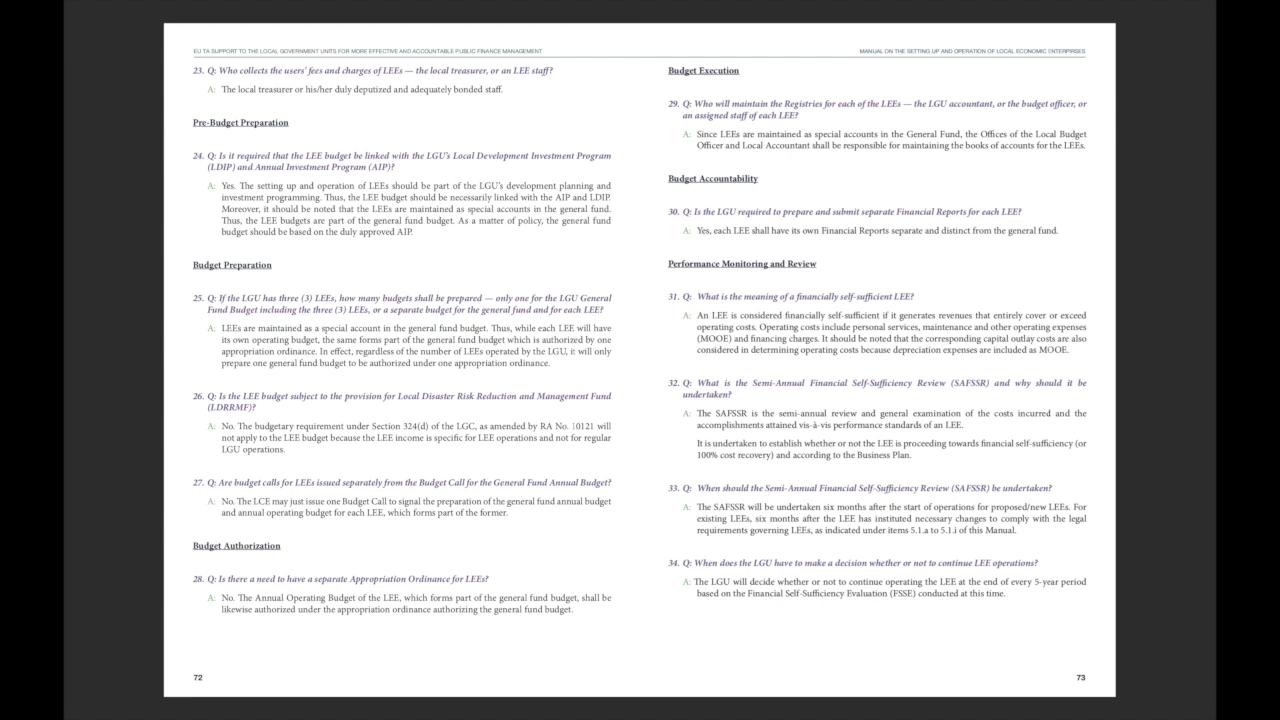 EU TA SUPPORT TO THE LOCAL GOVERNMENT UNITS FOR MORE EFFECTIVE AND ACCOUNTABLE PUBLIC FINANCE MANAGEMENT
23. Q: Who collects the users' fees and charges of LEEs — the local treasurer, or an LEE staff?
A: The local treasurer or his/her duly deputized and adequately bonded staff.
Pre-Budget Preparation
24. Q: Is it required that the LEE budget be linked with the LGU's Local Development Investment Program
(LDIP) and Annual Investment Program (AIP)?
A: Yes. The setting up and operation of LEEs should be part of the LGU's development planning and
investment programming. Thus, the LEE budget should be necessarily linked with the AIP and LDIP.
Moreover, it should be noted that the LEEs are maintained as special accounts in the general fund.
Thus, the LEE budgets are part of the general fund budget. As a matter of policy, the general fund
budget should be based on the duly approved AIP.
Budget Preparation
25. Q: If the LGU has three (3) LEEs, how many budgets shall be prepared — only one for the LGU General
Fund Budget including the three (3) LEEs, or a separate budget for the general fund and for each LEE?
A: LEEs are maintained as a special account in the general fund budget. Thus, while each LEE will have
its own operating budget, the same forms part of the general fund budget which is authorized by one
appropriation ordinance. In effect, regardless of the number of LEEs operated by the LGU, it will only
prepare one general fund budget to be authorized under one appropriation ordinance.
26. Q: Is the LEE budget subject to the provision for Local Disaster Risk Reduction and Management Fund
(LDRRMF)?
A: No. The budgetary requirement under Section 324(d) of the LGC, as amended by RA No. 10121 will
not apply to the LEE budget because the LEE income is specific for LEE operations and not for regular
LGU operations.
27. Q: Are budget calls for LEEs issued separately from the Budget Call for the General Fund Annual Budget?
A: No. The LCE may just issue one Budget Call to signal the preparation of the general fund annual budget
and annual operating budget for each LEE, which forms part of the former.
Budget Authorization
28. Q: Is there a need to have a separate Appropriation Ordinance for LEEs?
A: No. The Annual Operating Budget of the LEE, which forms part of the general fund budget, shall be
likewise authorized under the appropriation ordinance authorizing the general fund budget.
72
MANUAL ON THE SETTING UP AND OPERATION OF LOCAL ECONOMIC ENTERPIRSES
Budget Execution
29. Q: Who will maintain the Registries for each of the LEEs — the LGU accountant, or the budget officer, or
an assigned staff of each LEE?
A: Since LEEs are maintained as special accounts in the General Fund, the Offices of the Local Budget
Officer and Local Accountant shall be responsible for maintaining the books of accounts for the LEEs.
Budget Accountability
30. Q: Is the LGU required to prepare and submit separate Financial Reports for each LEE?
A: Yes, each LEE shall have its own Financial Reports separate and distinct from the general fund.
Performance Monitoring and Review
31. Q: What is the meaning of a financially self-sufficient LEE?
A: An LEE is considered financially self-sufficient if it generates revenues that entirely cover or exceed
operating costs. Operating costs include personal services, maintenance and other operating expenses
(MOOE) and financing charges. It should be noted that the corresponding capital outlay costs are also
considered in determining operating costs because depreciation expenses are included as MOOE.
32. Q: What is the Semi-Annual Financial Self-Sufficiency Review (SAFSSR) and why should it be
undertaken?
A: The SAFSSR is the semi-annual review and general examination of the costs incurred and the
accomplishments attained vis-à-vis performance standards of an LEE.
It is undertaken to establish whether or not the LEE is proceeding towards financial self-sufficiency (or
100% cost recovery) and according to the Business Plan.
33. Q: When should the Semi-Annual Financial Self-Sufficiency Review (SAFSSR) be undertaken?
A: The SAFSSR will be undertaken six months after the start of operations for proposed/new LEEs. For
existing LEEs, six months after the LEE has instituted necessary changes to comply with the legal
requirements governing LEEs, as indicated under items 5.1.a to 5.1.i of this Manual.
34. Q: When does the LGU have to make a decision whether or not to continue LEE operations?
A: The LGU will decide whether or not to continue operating the LEE at the end of every 5-year period
based on the Financial Self-Sufficiency Evaluation (FSSE) conducted at this time.
73